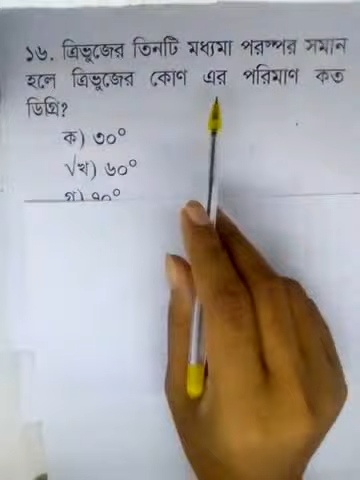 ১৬. ত্রিভুজের তিনটি মধ্যমা পরস্পর সমান
হলে ত্রিভুজের কোণ এর পরিমাণ কত
ডিগ্রি?
ক) ৩০°
√খ) ৬০°